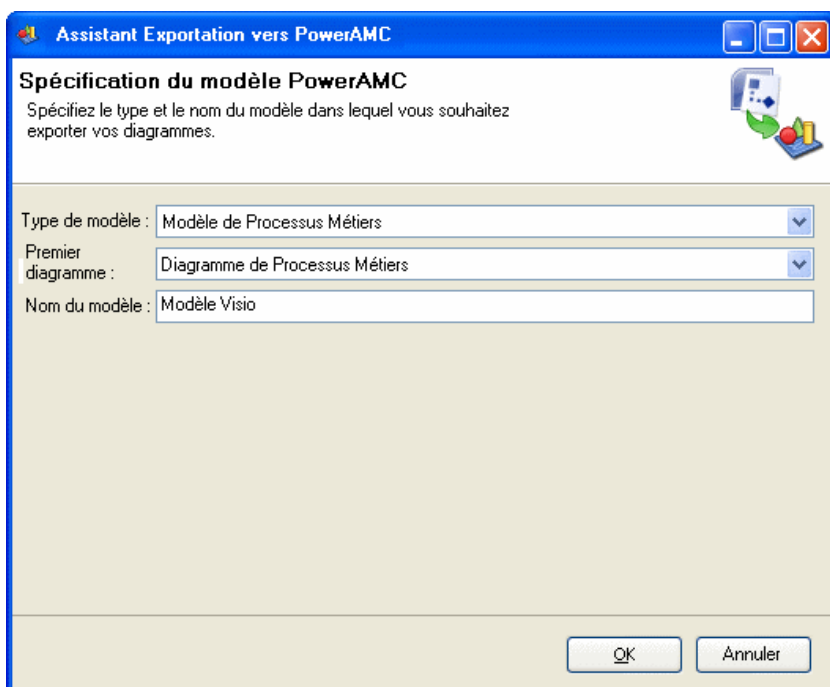 Assistant Exportation vers PowerAMC
Spécification du modèle PowerAMC
Spécifiez le type et le nom du modèle dans lequel vous souhaitez
exporter vos diagrammes.
Type de modèle : Modèle de Processus Métiers
Premier
diagramme : Diagramme de Processus Métiers
Nom du modèle : Modèle Visio
OK Annuler